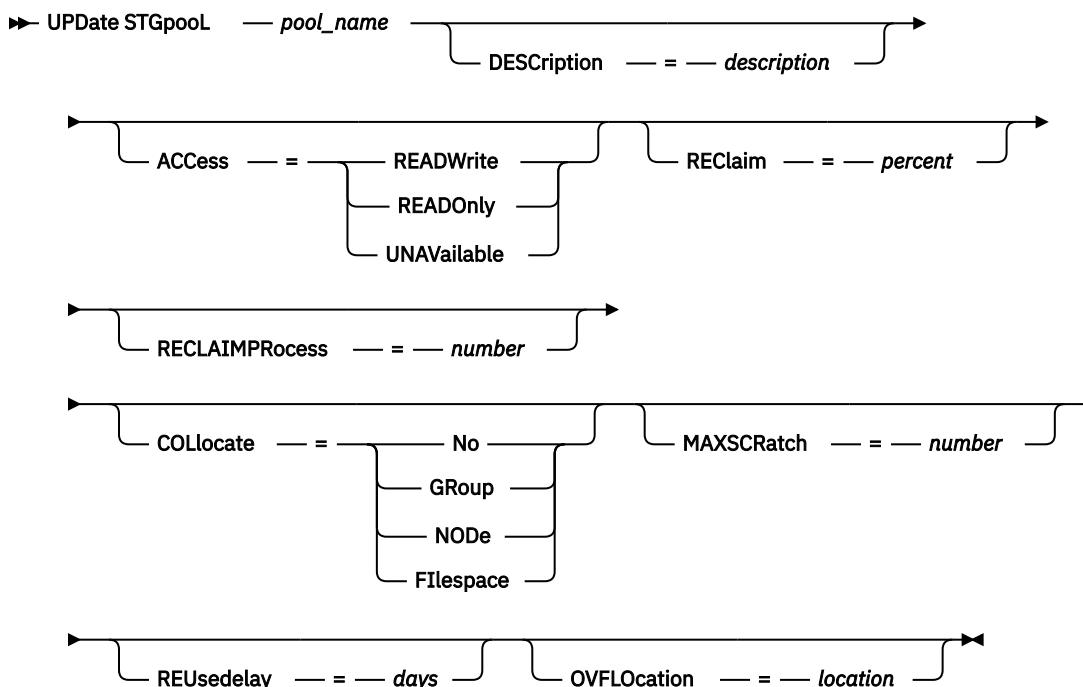 UPDate STGpooL pool_name
DESCription = description
ACCess = READWrite
READOnly
UNAVailable
REClaim = percent
RECLAIMPRocess = number
COLlocate = No
GRoup
NODe
FIlespace
MAXSCRatch = number
REUsedelay = days
OVFLOcation = location